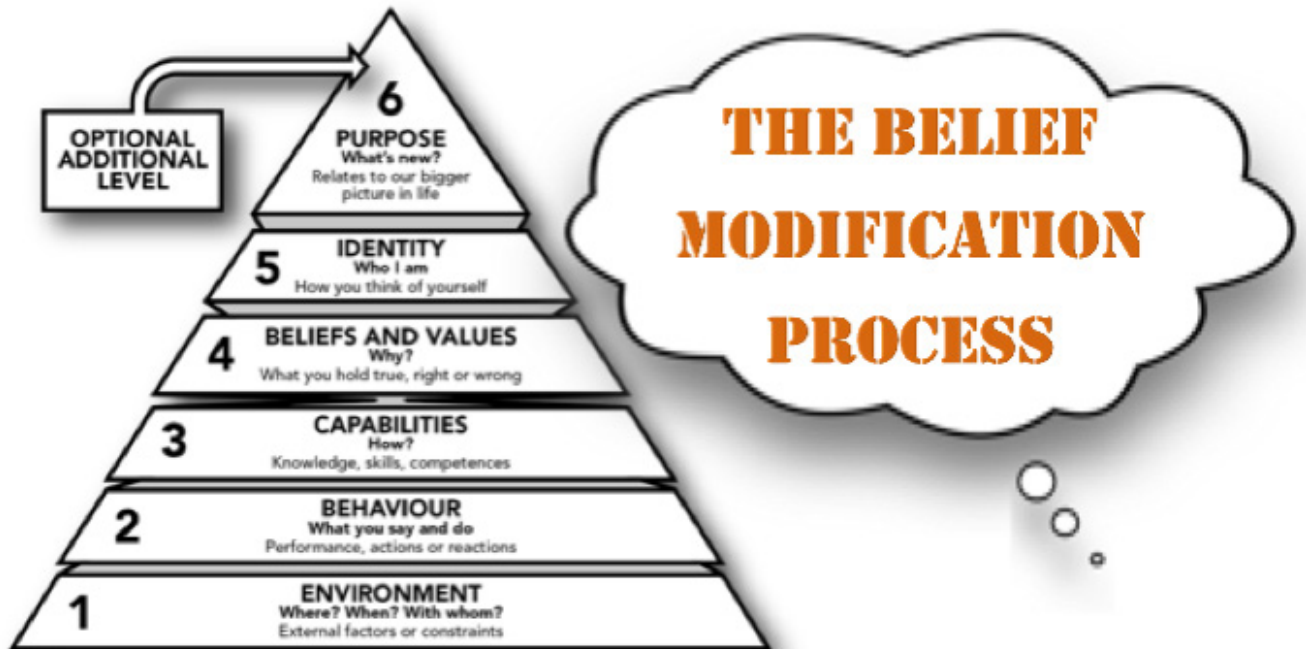 OPTIONAL
ADDITIONAL
LEVEL
6
PURPOSE
What's new?
Relates to our bigger
picture in life
5
IDENTITY
Who I am
How you think of yourself
4
BELIEFS AND VALUES
Why?
What you hold true, right or wrong
3
CAPABILITIES
How?
Knowledge, skills, competences
2
BEHAVIOUR
What you say and do
Performance, actions or reactions
1
ENVIRONMENT
Where? When? With whom?
External factors or constraints
THE BELIEF
MODIFICATION
PROCESS